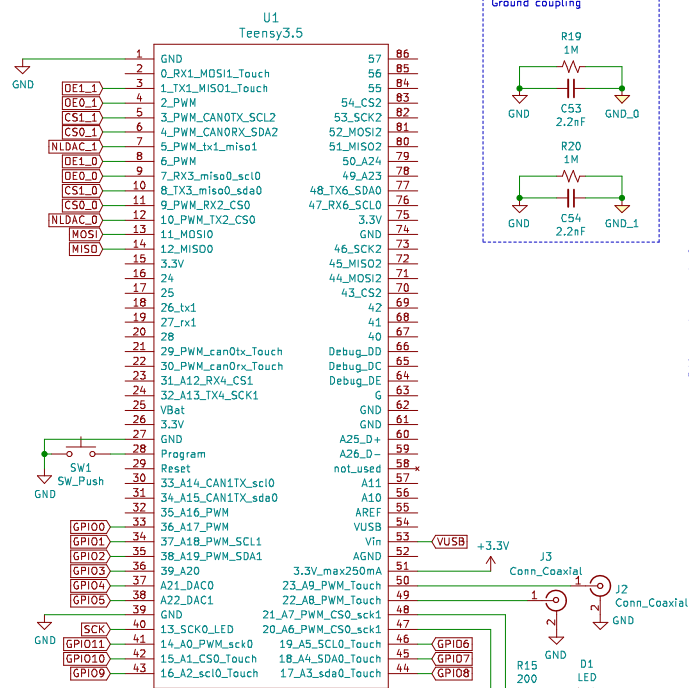 U1
Teensy3.5
1 GND
2 0_RX1_MOSI1_Touch
OE1_1 3 1_TX1_MISO1_Touch
OE0_1 4 2_PWM
CS1_1 5 3_PWM_CAN0TX_SCL2
CS0_1 6 4_PWM_CAN0RX_SDA2
NLDAC_1 7 5_PWM_tx1_miso1
OE1_0 8 6_PWM
OE0_0 9 7_RX3_miso0_scl0
CS1_0 10 8_TX3_miso0_sda0
CS0_0 11 9_PWM_RX2_CS0
NLDAC_0 12 10_PWM_TX2_CS0
MOSI 13 11_MOSI0
MISO 14 12_MISO0
15 3.3V
16 24
17 25
18 26_tx1
19 27_rx1
20 28
21 29_PWM_can0tx_Touch
22 30_PWM_can0rx_Touch
23 31_A12_RX4_CS1
24 32_A13_TX4_SCK1
25 VBat
26 3.3V
27 GND
28 Program
29 Reset
30 33_A14_CAN1TX_scl0
31 34_A15_CAN1TX_sda0
32 35_A16_PWM
GPIO0 33 36_A17_PWM
GPIO1 34 37_A18_PWM_SCL1
GPIO2 35 38_A19_PWM_SDA1
GPIO3 36 39_A20
GPIO4 37 A21_DAC0
GPIO5 38 A22_DAC1
39 GND
SCK 40 13_SCK0_LED
GPIO11 41 14_A0_PWM_sck0
GPIO10 42 15_A1_CS0_Touch
GPIO9 43 16_A2_scl0_Touch
GND
SW1
SW_Push
GND
GND
57 86
56 85
55 84
54_CS2 83
53_SCK2 82
52_MOSI2 81
51_MISO2 80
50_A24 79
49_A23 78
48_TX6_SDA0 77
47_RX6_SCL0 76
3.3V 75
GND 74
46_SCK2 73
45_MISO2 72
44_MOSI2 71
43_CS2 70
42 69
41 68
40 67
Debug_DD 66
Debug_DC 65
Debug_DE 64
G 63
GND 62
GND 61
A25_D+ 60
A26_D- 59
not_used 58
A11 57
A10 56
AREF 55
VUSB 54
Vin 53 VUSB
AGND 52
3.3V_max250mA 51
23_A9_PWM_Touch 50
22_A8_PWM_Touch 49
21_A7_PWM_CS0_sck1 48
20_A6_PWM_CS0_sck1 47
19_A5_SCL0_Touch 46 GPIO6
18_A4_SDA0_Touch 45 GPIO7
17_A3_sda0_Touch 44 GPIO8
Ground coupling
R19
1M
GND
C53
2.2nF
GND_0
R20
1M
GND
C54
2.2nF
GND_1
+3.3V
J3
Conn_Coaxial
1
2
GND
1
J2
Conn_Coaxial
2
GND
R15
200
D1
LED